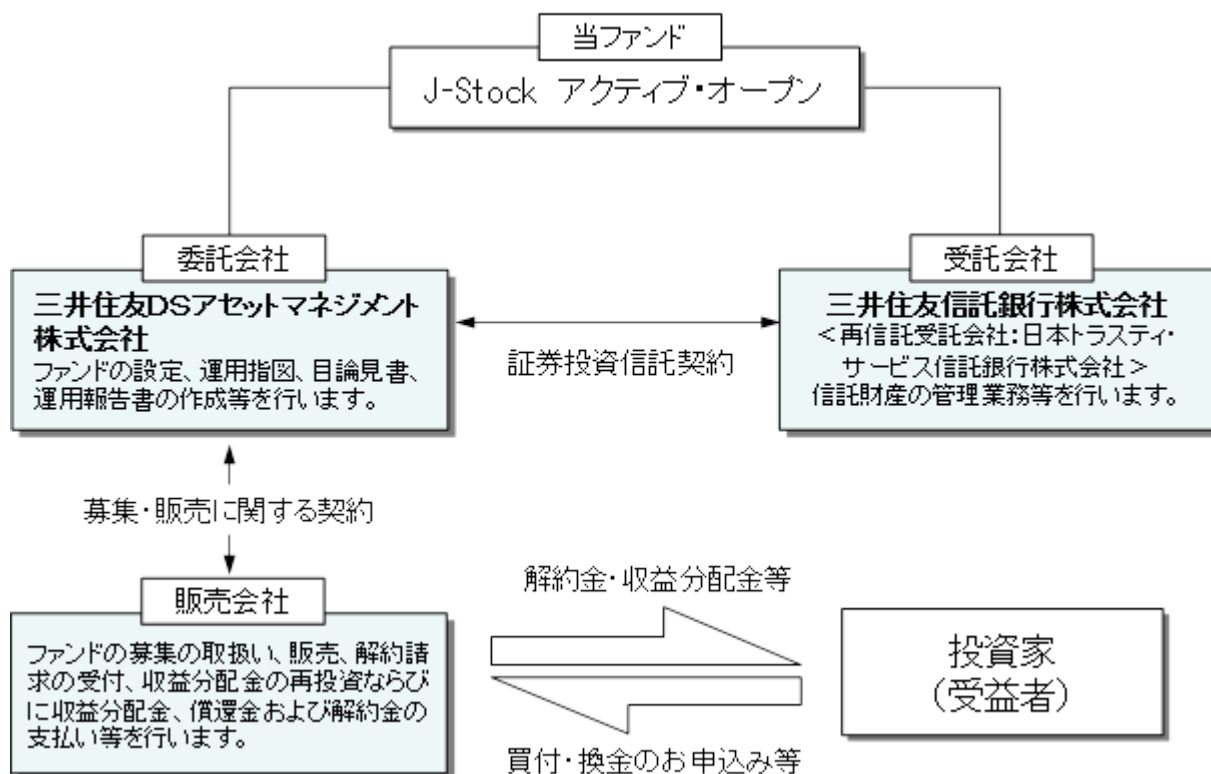 当ファンド
J-Stock アクティブ・オープン
委託会社
三井住友DSアセットマネジメント
株式会社
ファンドの設定、運用指図、目論見書、
運用報告書の作成等を行います。
証券投資信託契約
受託会社
三井住友信託銀行株式会社
<再信託受託会社:日本トラスティ・
サービス信託銀行株式会社>
信託財産の管理業務等を行います。
募集・販売に関する契約
販売会社
ファンドの募集の取扱い、販売、解約請
求の受付、収益分配金の再投資ならび
に収益分配金、償還金および解約金の
支払い等を行います。
解約金・収益分配金等
買付・換金のお申込み等
投資家
(受益者)